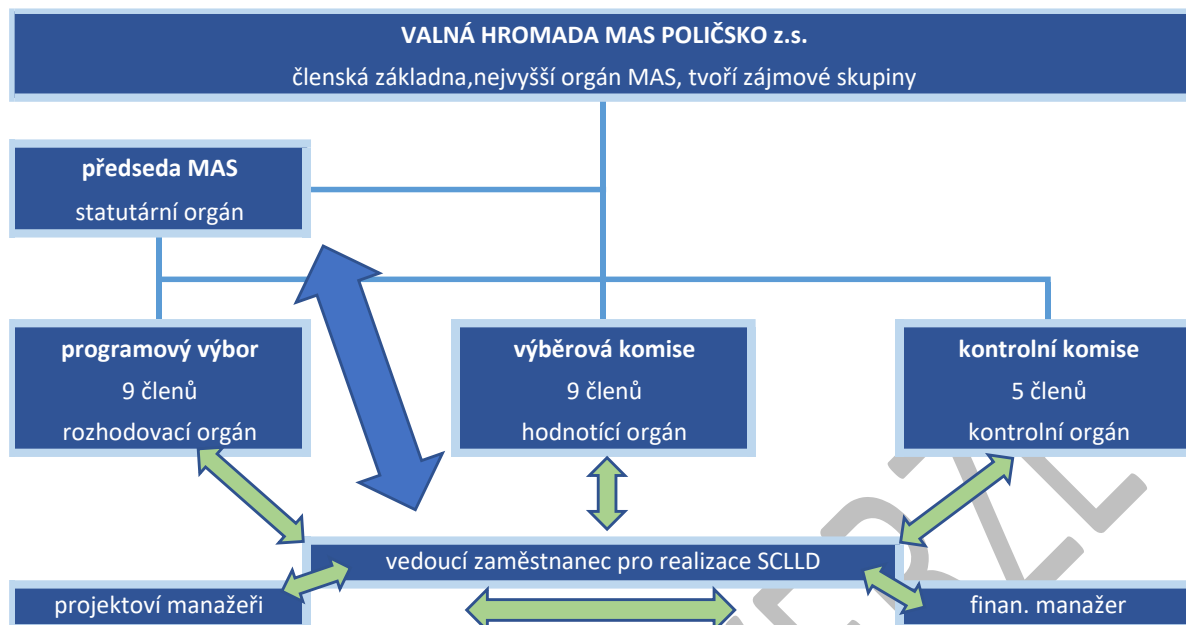 VALNÁ HROMADA MAS POLIČSKO z.s.
členská základna,nejvyšší orgán MAS, tvoří zájmové skupiny
předseda MAS
statutární orgán
programový výbor
9 členů
rozhodovací orgán
výběrová komise
9 členů
hodnotící orgán
kontrolní komise
5 členů
kontrolní orgán
vedoucí zaměstnanec pro realizace SCLLD
projektoví manažeři
finan. manažer